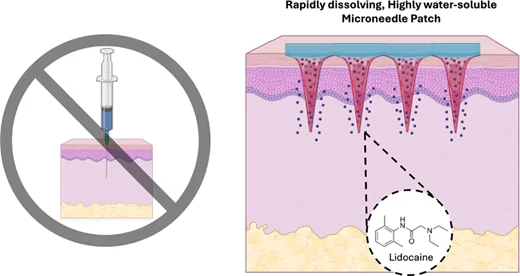 Rapidly dissolving, Highly water-soluble
Microneedle Patch
H
N
N
O
Lidocaine